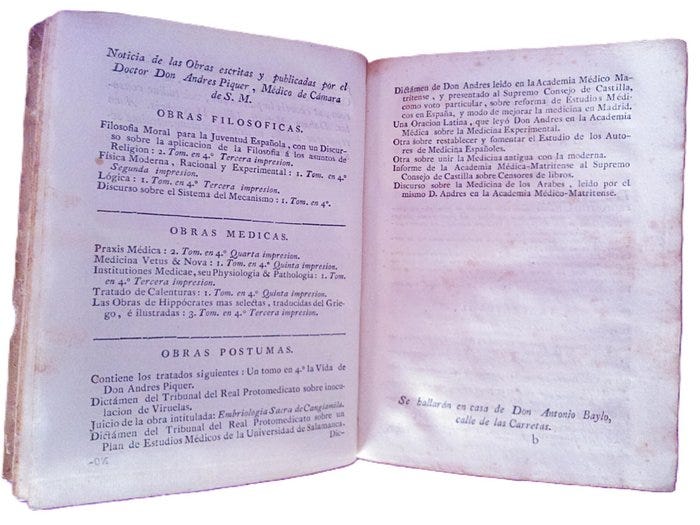 Noticia de las Obras escritas y publicadas por el
Doctor Don Andres Piquer, Médico de Cámara
de S. M.
OBRAS FILOSOFICAS.
Filosofia Moral para la Juventud Española, con un Discur-
so sobre la aplicacion de la Filosofia á los asuntos de
Religion : 2. Tom. en 4.º Tercera impresion.
Física Moderna, Racional y Experimental : 1. Tom. en 4.º
Segunda impresion.
Lógica : 1. Tom. en 4.º Tercera impresion.
Discurso sobre el Sistema del Mecanismo : 1. Tom. en 4º.
OBRAS MEDICAS.
Praxis Médica : 2. Tom. en 4.º Quarta impresion.
Medicina Vetus & Nova : 1. Tom. en 4.º Quinta impresion.
Institutiones Medicae, seu Physiologia & Pathologia : 1. Tom.
en 4.º Tercera impresion.
Tratado de Calenturas : 1. Tom. en 4.º Quinta impresion.
Las Obras de Hippócrates mas selectas, traducidas del Grie-
go, é ilustradas : 3. Tom. en 4.º Tercera impresion.
OBRAS POSTUMAS.
Contiene los tratados siguientes : Un tomo en 4.º la Vida de
Don Andres Piquer.
Dictámen del Tribunal del Real Protomedicato sobre inocu-
lacion de Viruelas.
Juicio de la obra intitulada: Embriologia Sacra de Cangiamila.
Dictámen del Tribunal del Real Protomedicato sobre un
Plan de Estudios Médicos de la Universidad de Salamanca.
Dic-
Dictámen de Don Andres leido en la Academia Médico Ma-
tritense, y presentado al Supremo Consejo de Castilla,
como voto particular, sobre reforma de Estudios Médi-
cos en España, y modo de mejorar la medicina en Madrid.
Una Oracion Latina, que leyó Don Andres en la Academia
Médica sobre la Medicina Experimental.
Otra sobre restablecer y fomentar el Estudio de los Auto-
res de Medicina Españoles.
Otra sobre unir la Medicina antigua con la moderna.
Informe de la Academia Médica-Matritense al Supremo
Consejo de Castilla sobre Censores de libros.
Discurso sobre la Medicina de los Arabes, leido por el
mismo D. Andres en la Academia Médico-Matritense.
Se hallarán en casa de Don Antonio Baylo,
calle de las Carretas.
b